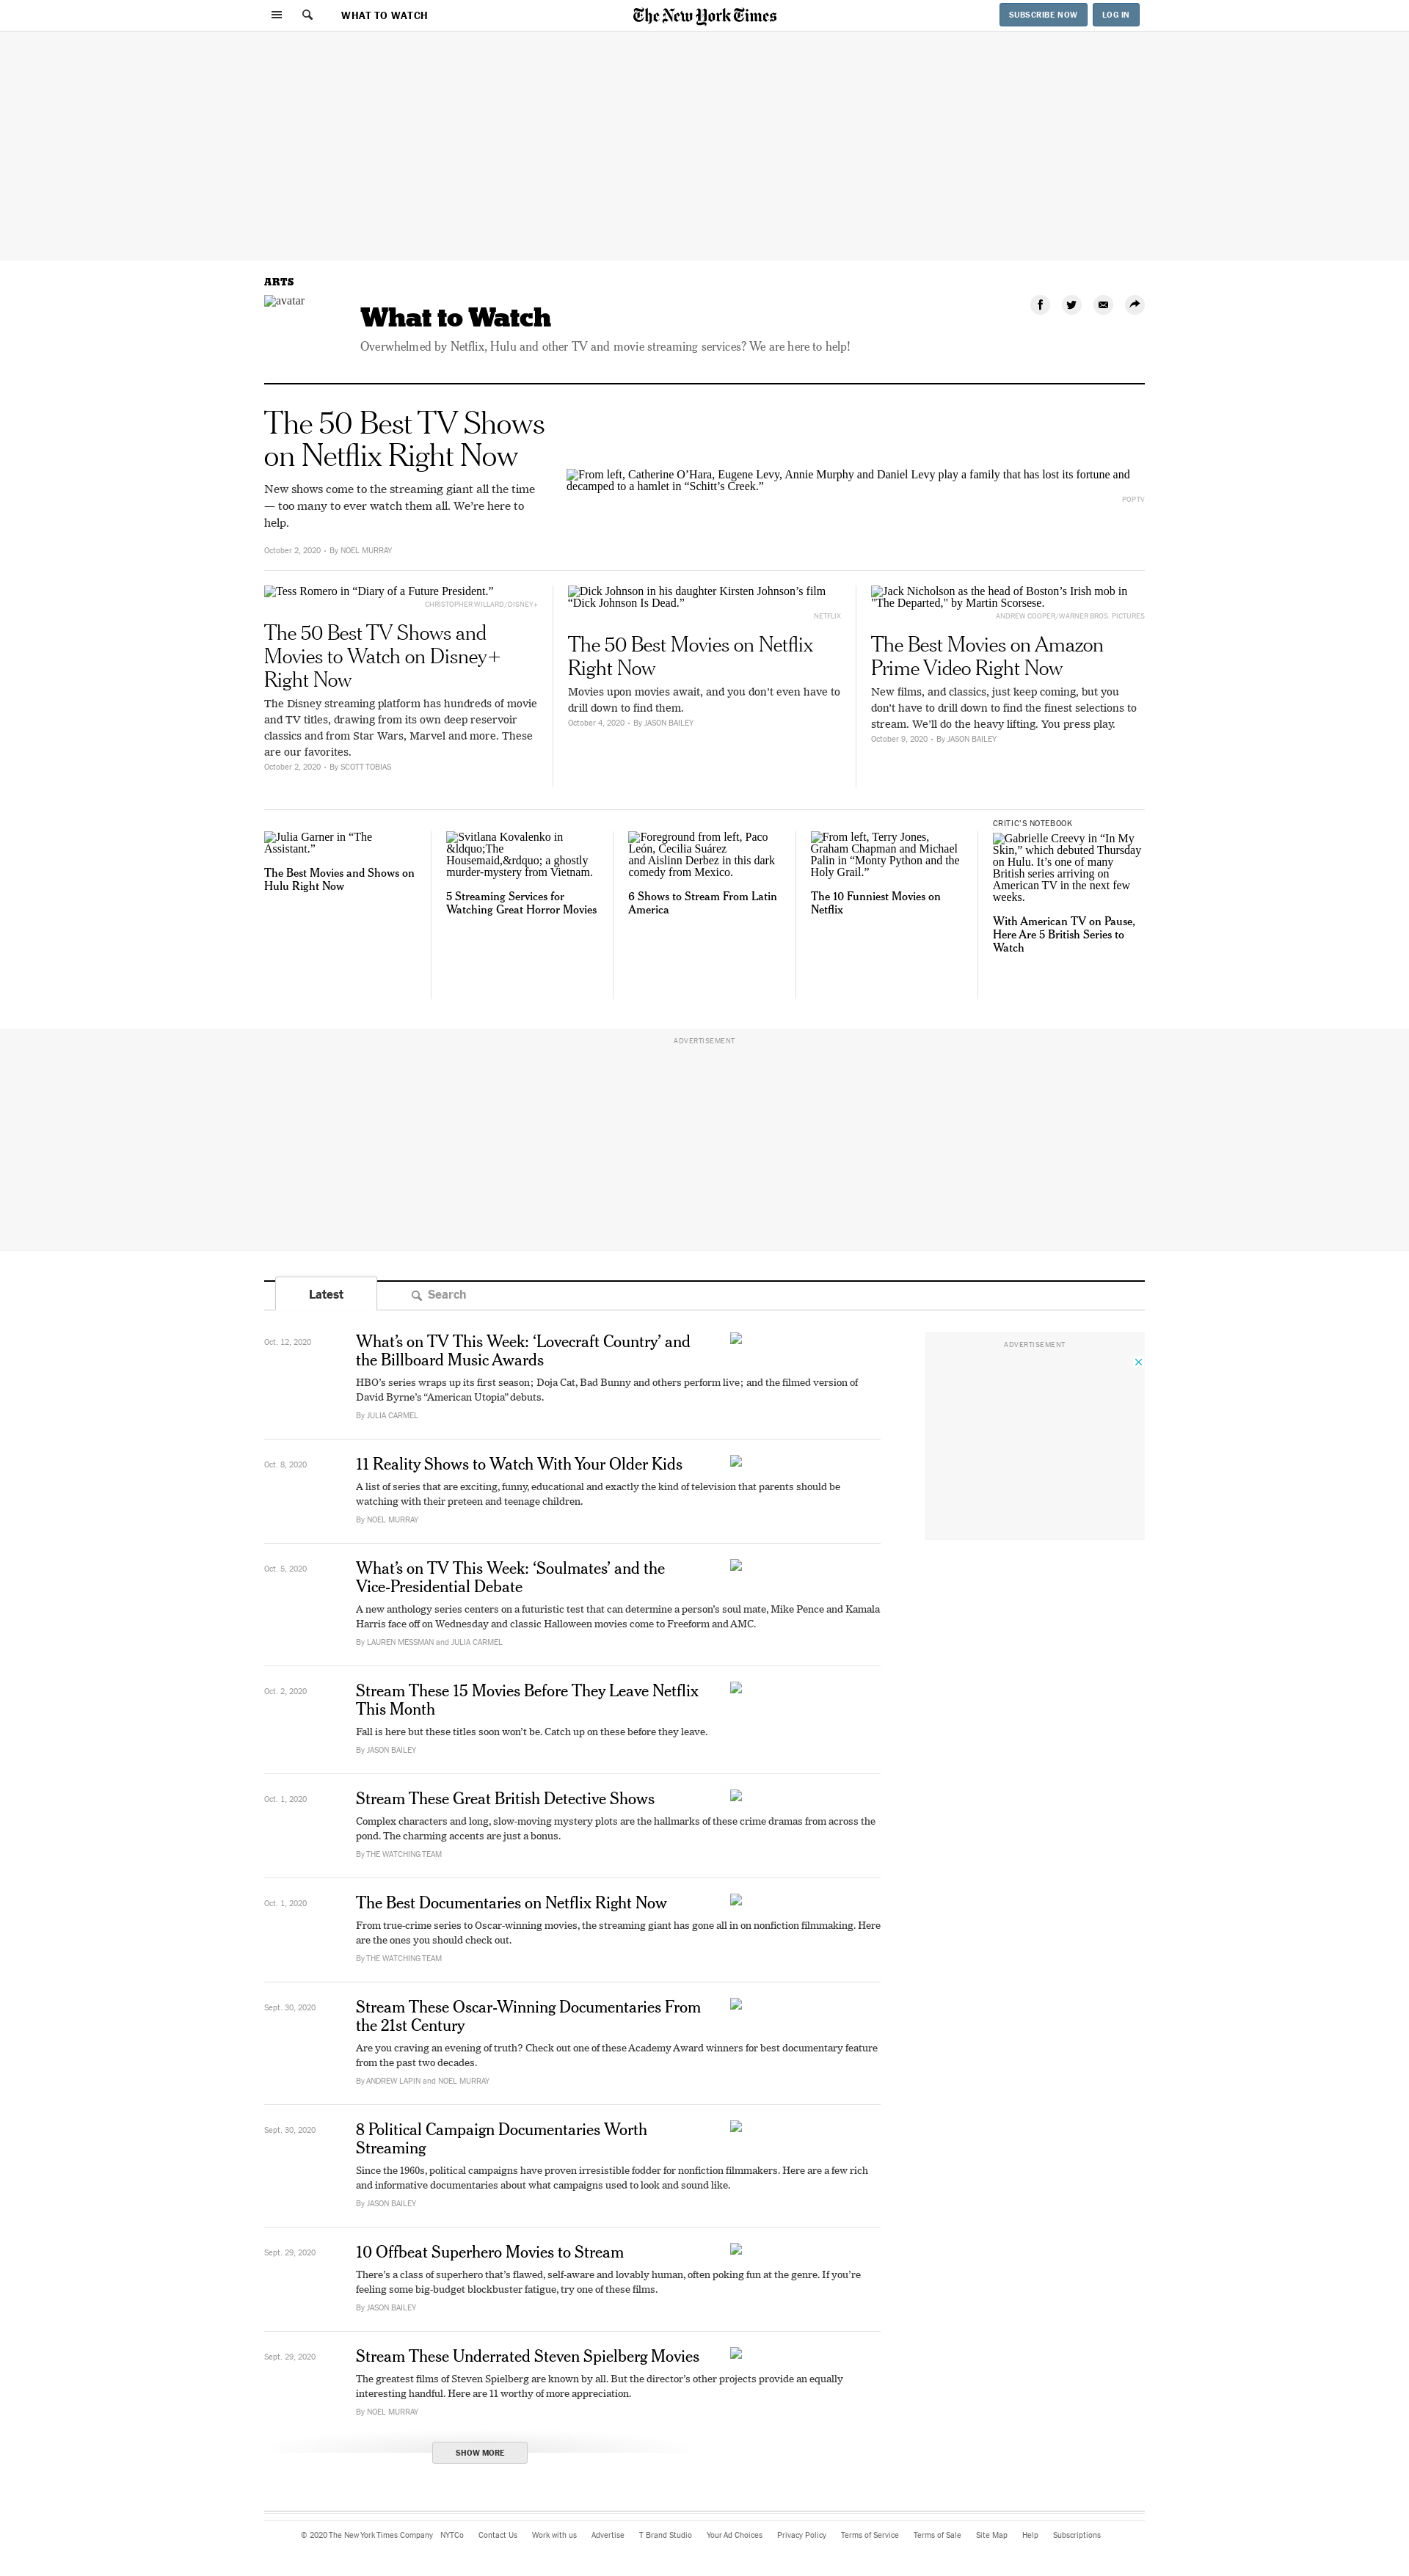 WHAT TO WATCH
The New York Times
SUBSCRIBE NOW
LOG IN
ARTS
avatar
What to Watch
Overwhelmed by Netflix, Hulu and other TV and movie streaming services? We are here to help!
The 50 Best TV Shows
on Netflix Right Now
New shows come to the streaming giant all the time
— too many to ever watch them all. We’re here to
help.
October 2, 2020 • By NOEL MURRAY
From left, Catherine O’Hara, Eugene Levy, Annie Murphy and Daniel Levy play a family that has lost its fortune and
decamped to a hamlet in “Schitt’s Creek.”
POP TV
Tess Romero in “Diary of a Future President.”
CHRISTOPHER WILLARD/DISNEY+
The 50 Best TV Shows and
Movies to Watch on Disney+
Right Now
The Disney streaming platform has hundreds of movie
and TV titles, drawing from its own deep reservoir
classics and from Star Wars, Marvel and more. These
are our favorites.
October 2, 2020 • By SCOTT TOBIAS
Dick Johnson in his daughter Kirsten Johnson’s film
“Dick Johnson Is Dead.”
NETFLIX
The 50 Best Movies on Netflix
Right Now
Movies upon movies await, and you don’t even have to
drill down to find them.
October 4, 2020 • By JASON BAILEY
Jack Nicholson as the head of Boston’s Irish mob in
"The Departed," by Martin Scorsese.
ANDREW COOPER/WARNER BROS. PICTURES
The Best Movies on Amazon
Prime Video Right Now
New films, and classics, just keep coming, but you
don’t have to drill down to find the finest selections to
stream. We’ll do the heavy lifting. You press play.
October 9, 2020 • By JASON BAILEY
Julia Garner in “The
Assistant.”
The Best Movies and Shows on
Hulu Right Now
Svitlana Kovalenko in
&ldquo;The
Housemaid,&rdquo; a ghostly
murder-mystery from Vietnam.
5 Streaming Services for
Watching Great Horror Movies
Foreground from left, Paco
León, Cecilia Suárez
and Aislinn Derbez in this dark
comedy from Mexico.
6 Shows to Stream From Latin
America
From left, Terry Jones,
Graham Chapman and Michael
Palin in “Monty Python and the
Holy Grail.”
The 10 Funniest Movies on
Netflix
CRITIC’S NOTEBOOK
Gabrielle Creevy in “In My
Skin,” which debuted Thursday
on Hulu. It’s one of many
British series arriving on
American TV in the next few
weeks.
With American TV on Pause,
Here Are 5 British Series to
Watch
ADVERTISEMENT
Latest
Search
ADVERTISEMENT
Oct. 12, 2020
What’s on TV This Week: ‘Lovecraft Country’ and
the Billboard Music Awards
HBO’s series wraps up its first season; Doja Cat, Bad Bunny and others perform live; and the filmed version of
David Byrne’s “American Utopia” debuts.
By JULIA CARMEL
Oct. 8, 2020
11 Reality Shows to Watch With Your Older Kids
A list of series that are exciting, funny, educational and exactly the kind of television that parents should be
watching with their preteen and teenage children.
By NOEL MURRAY
Oct. 5, 2020
What’s on TV This Week: ‘Soulmates’ and the
Vice-Presidential Debate
A new anthology series centers on a futuristic test that can determine a person’s soul mate, Mike Pence and Kamala
Harris face off on Wednesday and classic Halloween movies come to Freeform and AMC.
By LAUREN MESSMAN and JULIA CARMEL
Oct. 2, 2020
Stream These 15 Movies Before They Leave Netflix
This Month
Fall is here but these titles soon won’t be. Catch up on these before they leave.
By JASON BAILEY
Oct. 1, 2020
Stream These Great British Detective Shows
Complex characters and long, slow-moving mystery plots are the hallmarks of these crime dramas from across the
pond. The charming accents are just a bonus.
By THE WATCHING TEAM
Oct. 1, 2020
The Best Documentaries on Netflix Right Now
From true-crime series to Oscar-winning movies, the streaming giant has gone all in on nonfiction filmmaking. Here
are the ones you should check out.
By THE WATCHING TEAM
Sept. 30, 2020
Stream These Oscar-Winning Documentaries From
the 21st Century
Are you craving an evening of truth? Check out one of these Academy Award winners for best documentary feature
from the past two decades.
By ANDREW LAPIN and NOEL MURRAY
Sept. 30, 2020
8 Political Campaign Documentaries Worth
Streaming
Since the 1960s, political campaigns have proven irresistible fodder for nonfiction filmmakers. Here are a few rich
and informative documentaries about what campaigns used to look and sound like.
By JASON BAILEY
Sept. 29, 2020
10 Offbeat Superhero Movies to Stream
There’s a class of superhero that’s flawed, self-aware and lovably human, often poking fun at the genre. If you’re
feeling some big-budget blockbuster fatigue, try one of these films.
By JASON BAILEY
Sept. 29, 2020
Stream These Underrated Steven Spielberg Movies
The greatest films of Steven Spielberg are known by all. But the director’s other projects provide an equally
interesting handful. Here are 11 worthy of more appreciation.
By NOEL MURRAY
SHOW MORE
© 2020 The New York Times Company NYTCo Contact Us Work with us Advertise T Brand Studio Your Ad Choices Privacy Policy Terms of Service Terms of Sale Site Map Help Subscriptions